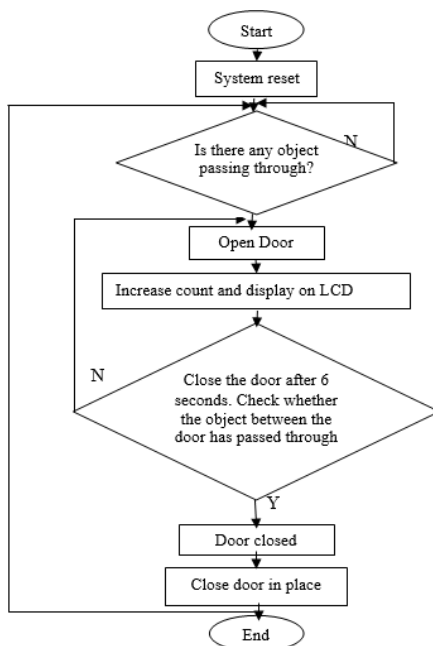 Start
System reset
N
Is there any object
passing through?
Open Door
Increase count and display on LCD
N
Close the door after 6
seconds. Check whether
the object between the
door has passed through
Y
Door closed
Close door in place
End